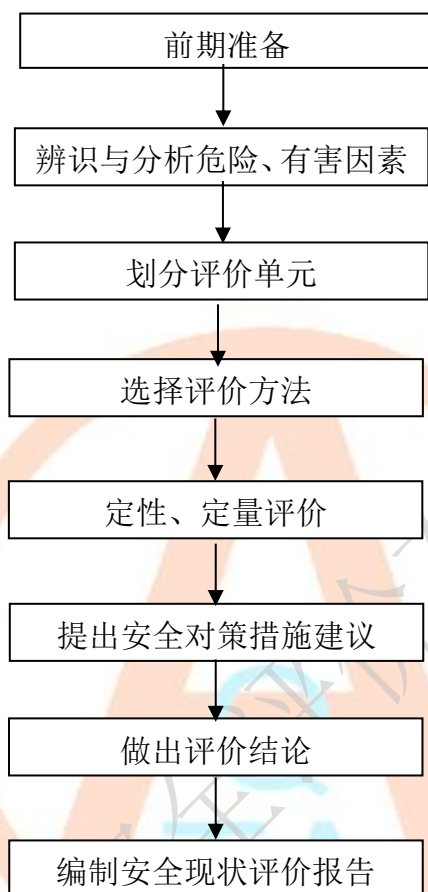 前期准备
辨识与分析危险、有害因素
划分评价单元
选择评价方法
定性、定量评价
提出安全对策措施建议
做出评价结论
编制安全现状评价报告